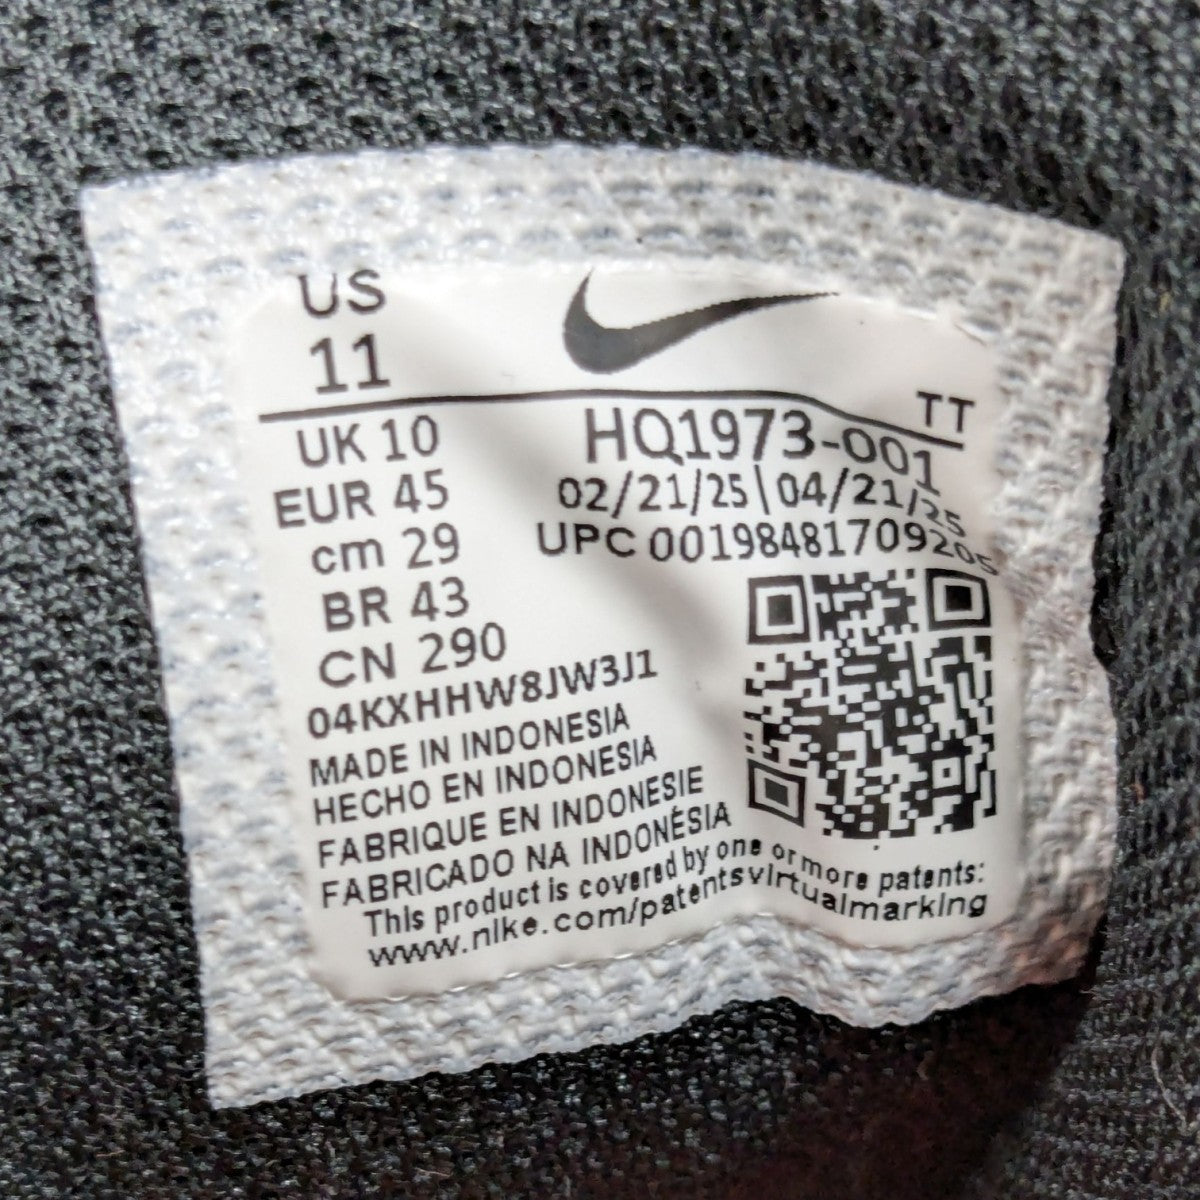 US
11
TT
UK 10
EUR 45
cm 29
BR 43
CN 290
HQ1973-001
02/21/25|04/21/25
UPC 00198481709205
04KXHHW8JW3J1
MADE IN INDONESIA
HECHO EN INDONESIA
FABRIQUE EN INDONESIE
FABRICADO NA INDONÉSIA
This product is covered by one or more patents:
www.nike.com/patentsvirtualmarking